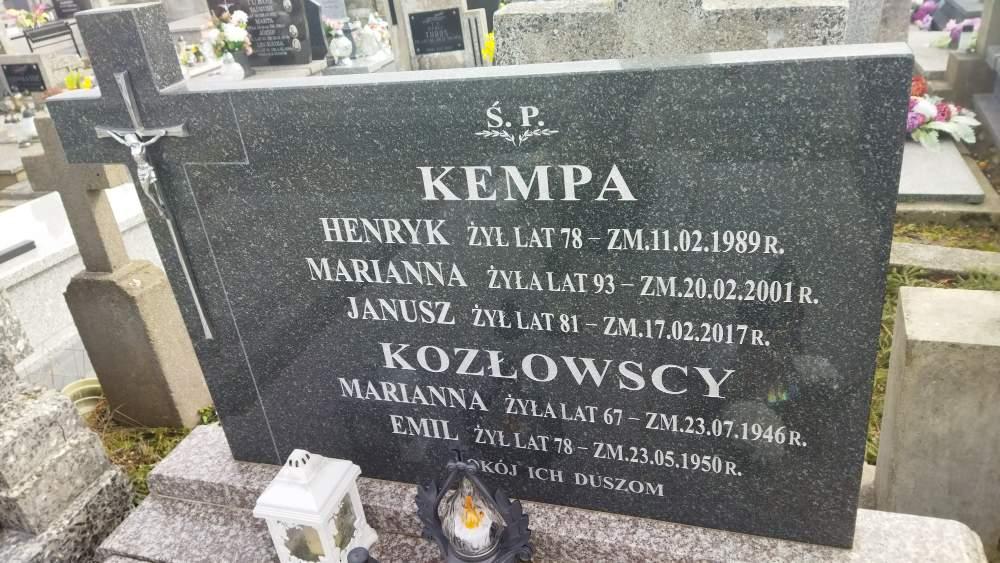 Ś. P.
KEMPA
HENRYK ŻYŁ LAT 78 – ZM.11.02.1989 R.
MARIANNA ŻYŁA LAT 93 – ZM.20.02.2001 R.
JANUSZ ŻYŁ LAT 81 – ZM.17.02.2017 R.
KOZŁOWSCY
MARIANNA ŻYŁA LAT 67 – ZM.23.07.1946 R.
EMIL ŻYŁ LAT 78 – ZM.23.05.1950 R.
POKÓJ ICH DUSZOM